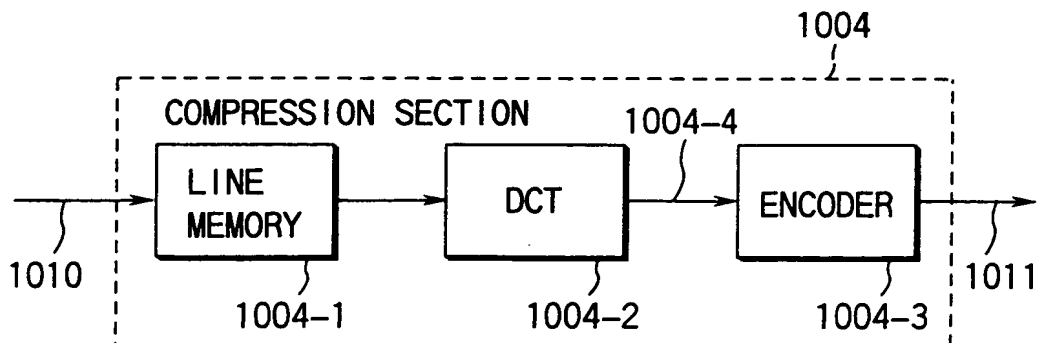 1004
COMPRESSION SECTION
1004-4
LINE
MEMORY
DCT
ENCODER
1010
1004-1
1004-2
1004-3
1011